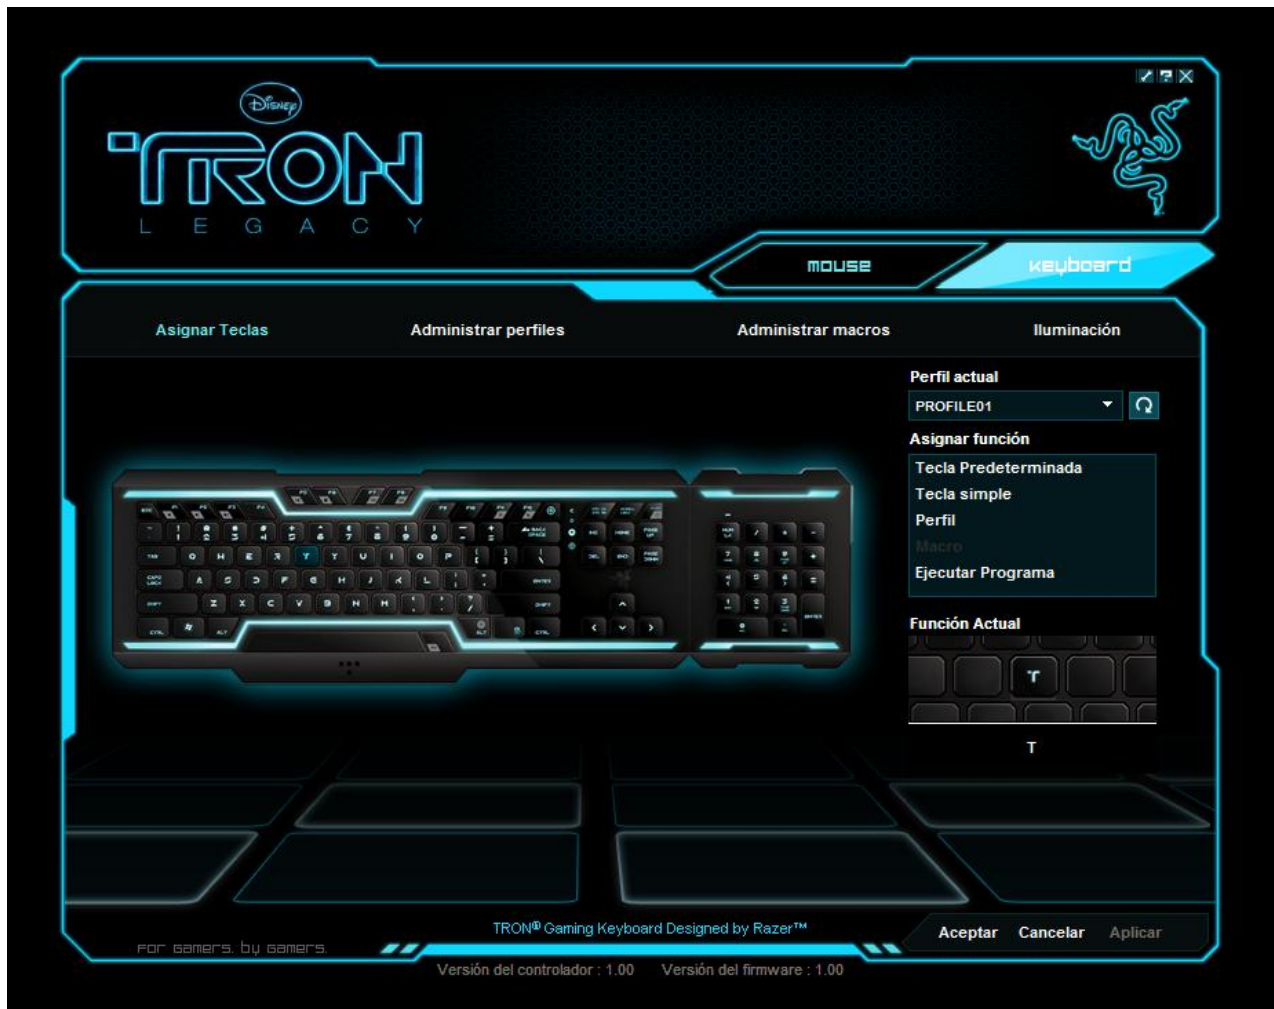 Disney
TRON
LEGACY
mouse
keyboard
Asignar Teclas
Administrar perfiles
Administrar macros
Iluminación
Perfil actual
PROFILE01
Asignar función
Tecla Predeterminada
Tecla simple
Perfil
Macro
Ejecutar Programa
Función Actual
T
T
TRON® Gaming Keyboard Designed by Razer™
For Gamers. by Gamers.
Aceptar Cancelar Aplicar
Versión del controlador : 1.00 Versión del firmware : 1.00